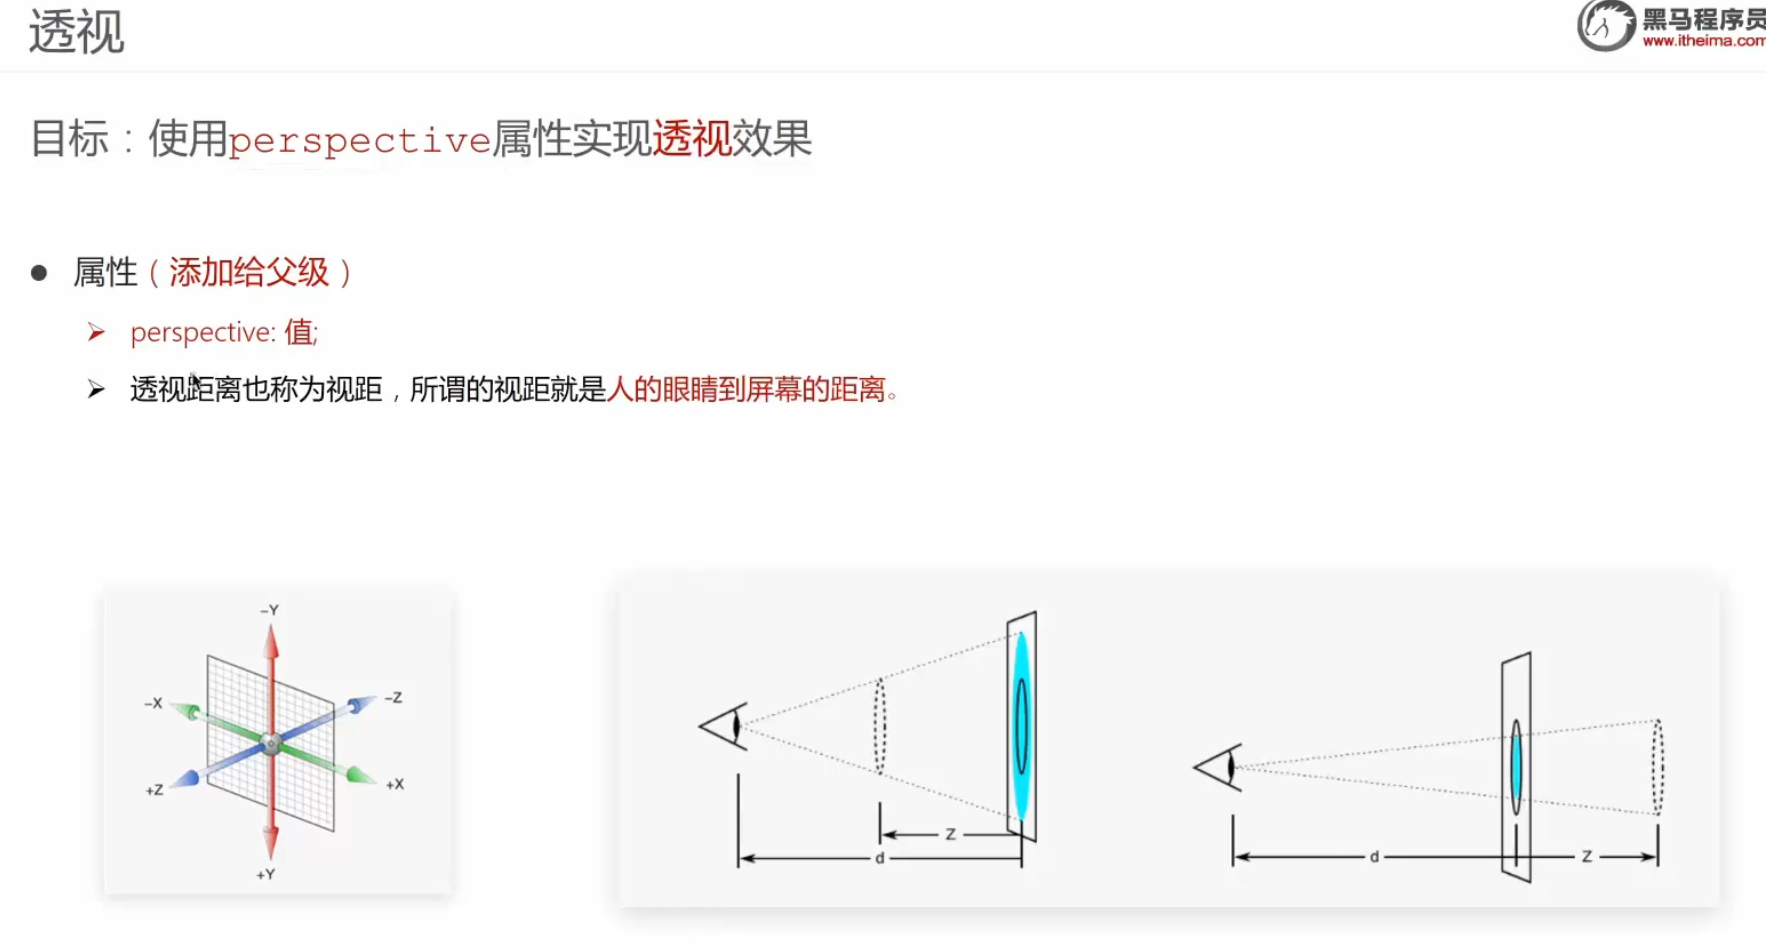 透视
黑马程序员
www.itheima.com
目标：使用perspective属性实现透视效果
● 属性（添加给父级）
➢ perspective: 值;
➢ 透视距离也称为视距，所谓的视距就是人的眼睛到屏幕的距离。
-Y
-X
-Z
+Z
+X
+Y
Z
d
d
Z